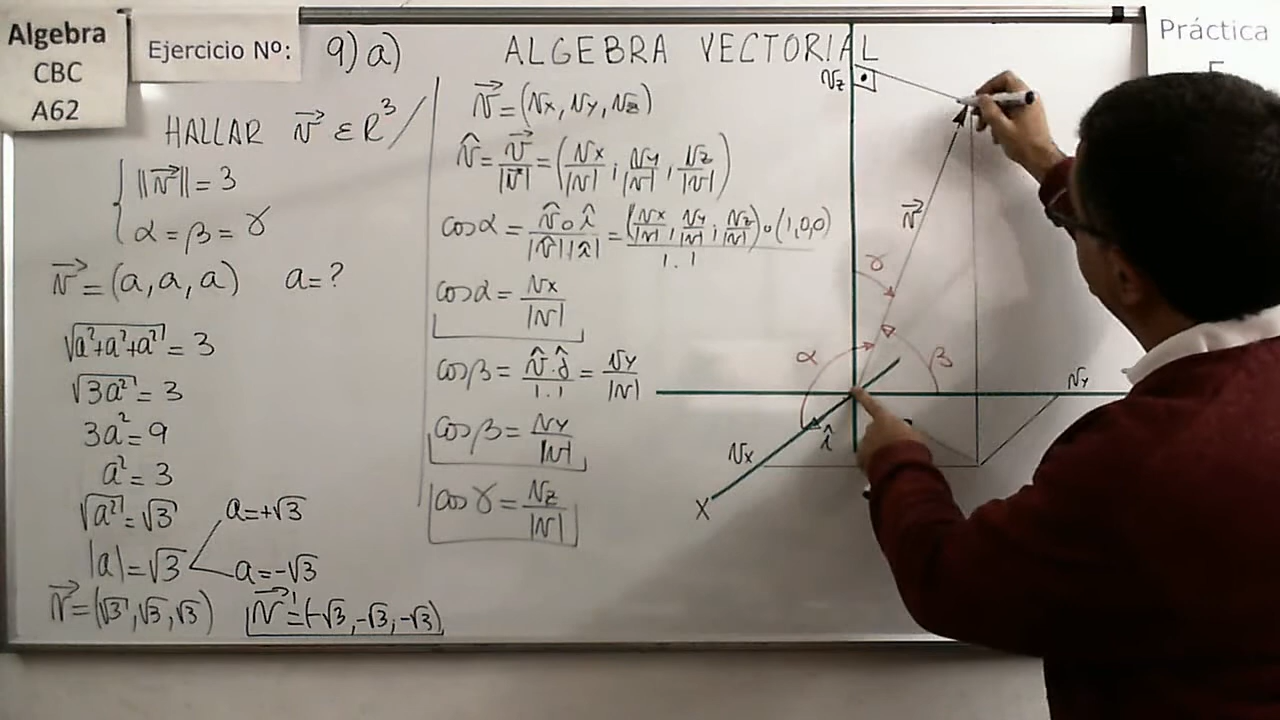 Algebra
CBC
A62
Ejercicio Nº:
9) a)
ALGEBRA VECTORIAL
Práctica
HALLAR v⃗ ∈ R³ /
||v⃗|| = 3
α = β = γ
v⃗ = (a, a, a) a = ?
√(a²+a²+a²) = 3
√(3a²) = 3
3a² = 9
a² = 3
√(a²) = √3
a = +√3
|a| = √3
a = -√3
v⃗ = (√3, √3, √3)
v⃗' = (-√3, -√3, -√3)
v⃗ = (Vx, Vy, Vz)
v̂ = v⃗/|v⃗| = (Vx/|v| ; Vy/|v| , Vz/|v|)
cos α = v̂ o î/|v̂||î| = (Vx/|v| , Vy/|v| ; Vz/|v|) o (1,0,0)/1.1
cos α = Vx/|v|
cos β = v̂.ĵ/1.1 = Vy/|v|
cos β = Vy/|v|
cos γ = Vz/|v|
Vz
v⃗
γ
α
β
Vy
î
Vx
X